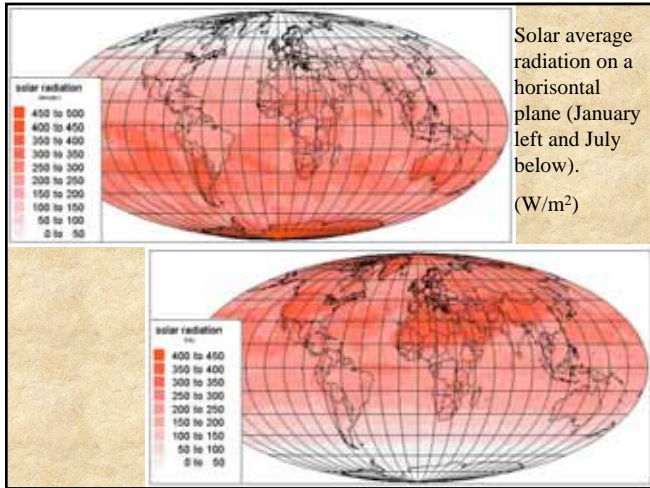 Solar average
radiation on a
horisontal
plane (January
left and July
below).
(W/m²)
solar radiation
450 to 500
400 to 450
350 to 400
300 to 350
250 to 300
200 to 250
150 to 200
100 to 150
50 to 100
0 to 50
solar radiation
400 to 450
350 to 400
300 to 350
250 to 300
200 to 250
150 to 200
100 to 150
50 to 100
0 to 50